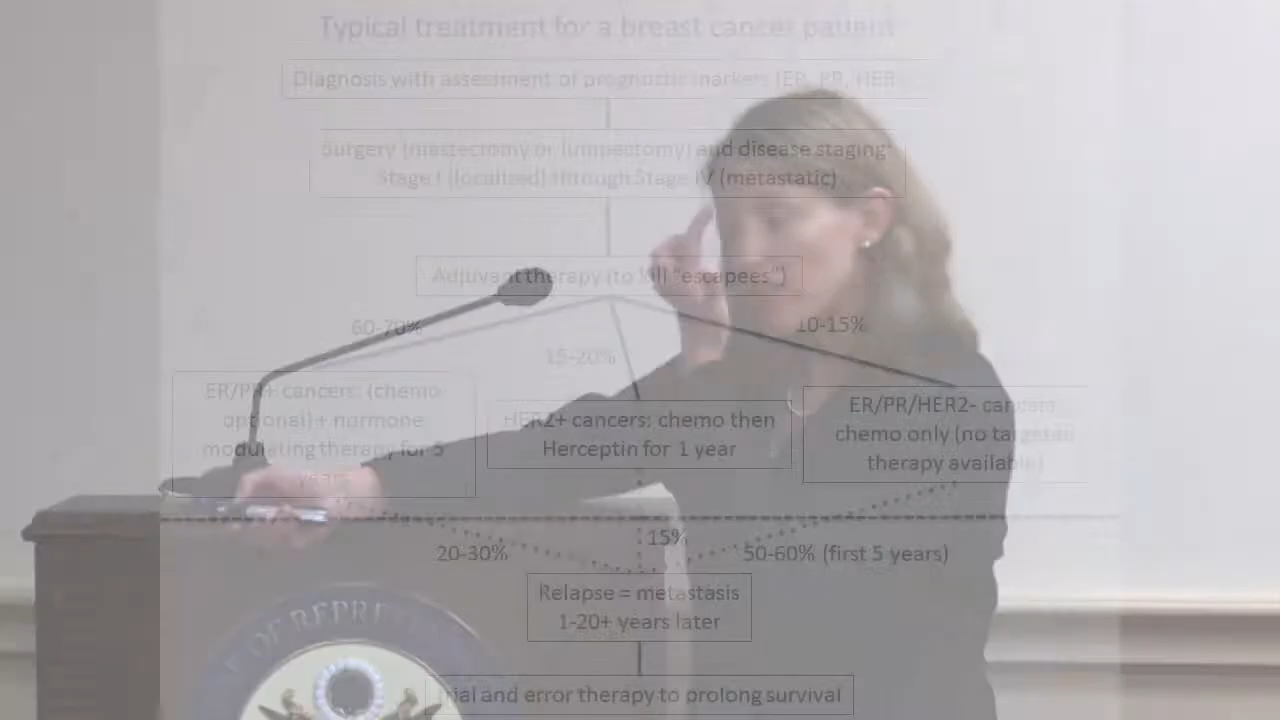 Typical treatment for a breast cancer patient
Diagnosis with assessment of prognostic markers (ER, PR, HER
Surgery (mastectomy or lumpectomy) and disease staging:
Stage I (localized) through Stage IV (metastatic)
Adjuvant therapy (to kill "escapees")
60-70%
10-15%
15-20%
ER/PR+ cancers: (chemo
optional)+ hormone
modulating therapy for 5
years
HER2+ cancers: chemo then
Herceptin for 1 year
ER/PR/HER2- cancers
chemo only (no targeted
therapy available)
15%
20-30%
50-60% (first 5 years)
Relapse = metastasis
1-20+ years later
Trial and error therapy to prolong survival
OF REPRE